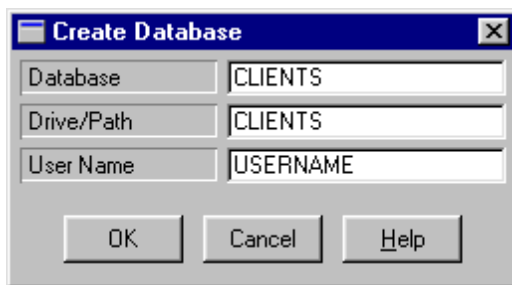 Create Database
Database CLIENTS
Drive/Path CLIENTS
User Name USERNAME
OK Cancel Help